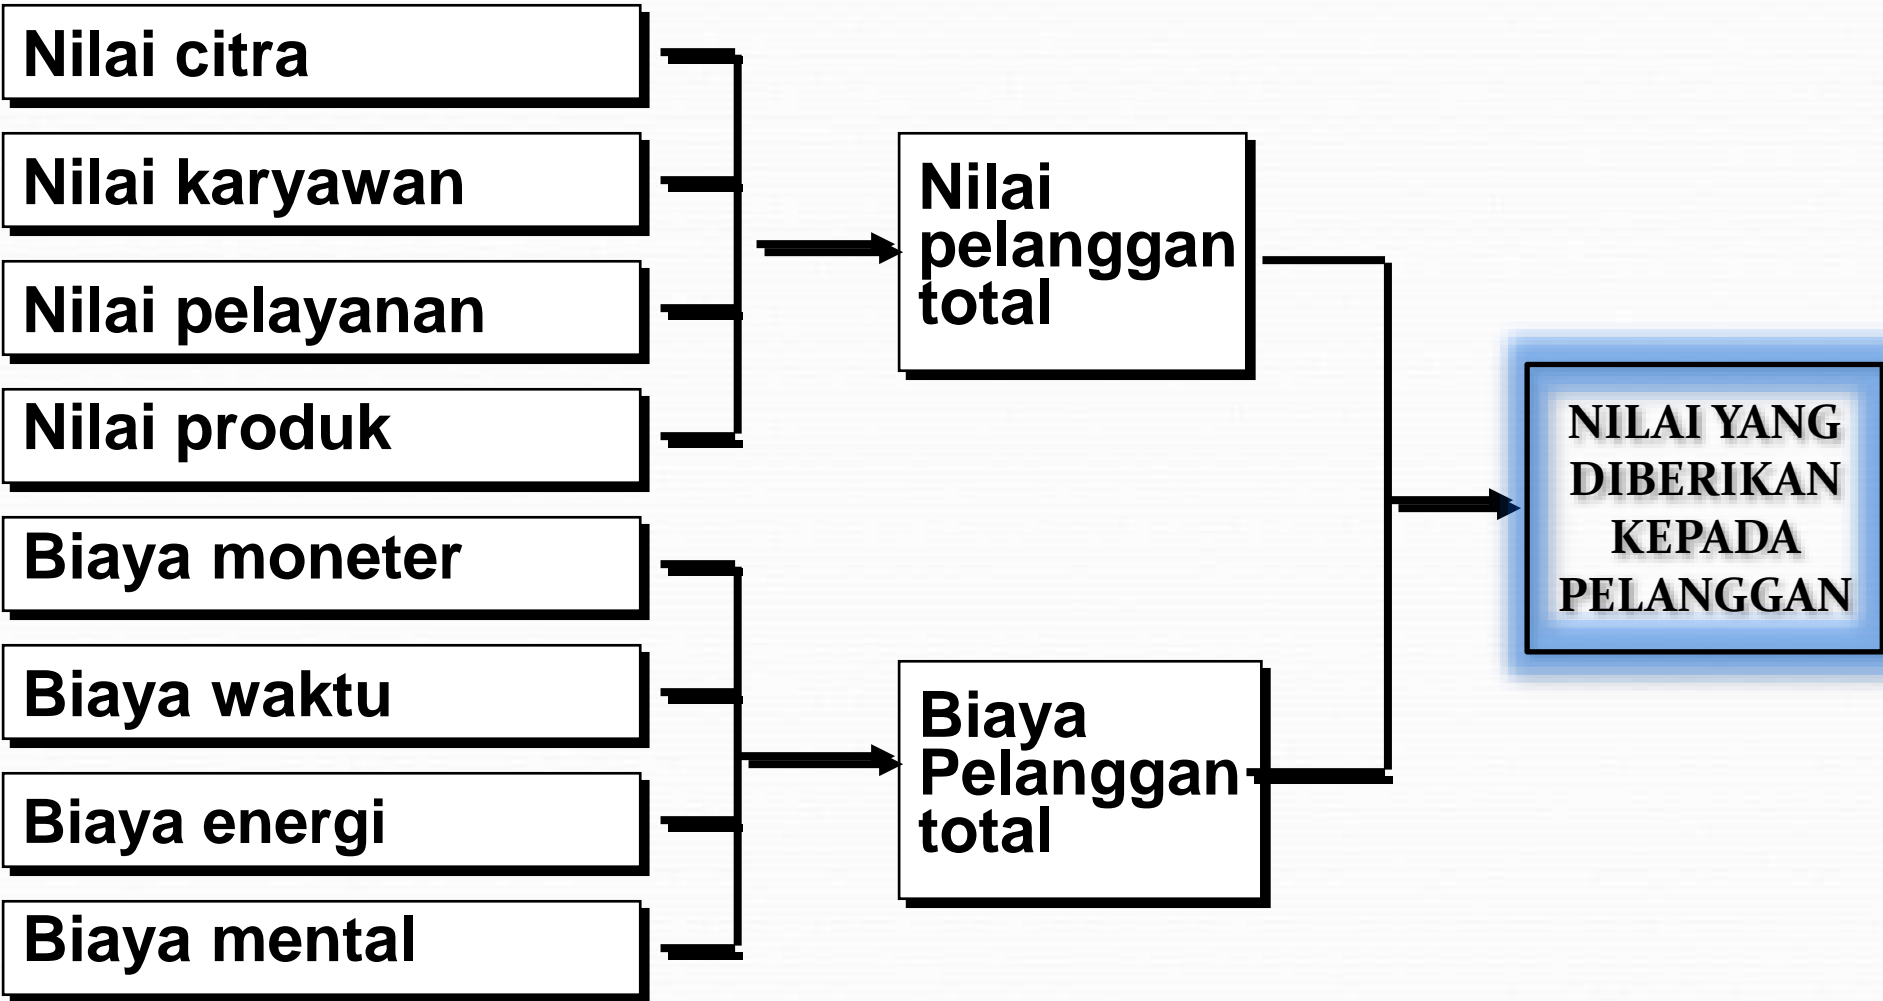 Nilai citra
Nilai karyawan
Nilai pelayanan
Nilai produk
Biaya moneter
Biaya waktu
Biaya energi
Biaya mental
Nilai
pelanggan
total
Biaya
Pelanggan
total
NILAI YANG
DIBERIKAN
KEPADA
PELANGGAN